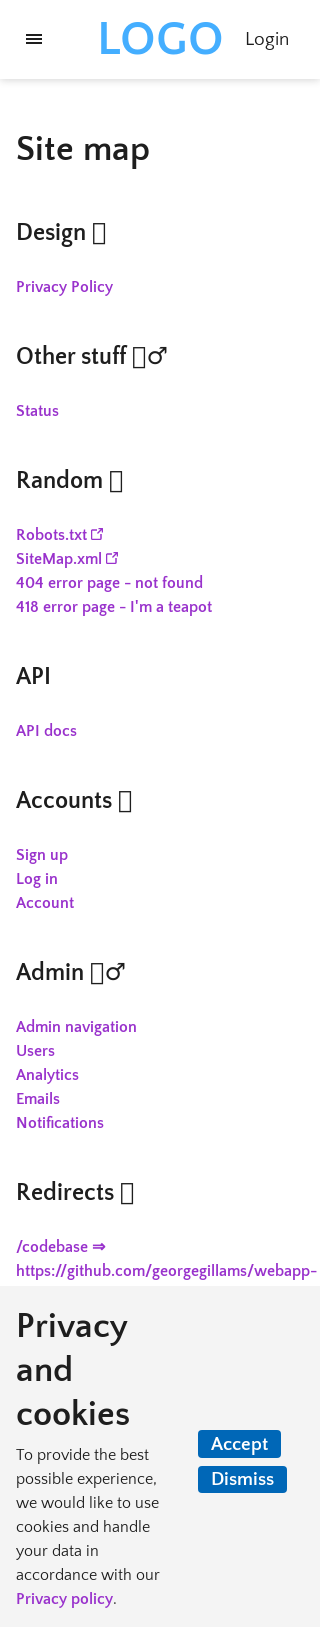 LOGO Login
Site map
Design
Privacy Policy
Other stuff ♂
Status
Random
Robots.txt
SiteMap.xml
404 error page - not found
418 error page - I'm a teapot
API
API docs
Accounts
Sign up
Log in
Account
Admin ♂
Admin navigation
Users
Analytics
Emails
Notifications
Redirects
/codebase ⇒
https://github.com/georgegillams/webapp-
Privacy
and
cookies
To provide the best
possible experience,
we would like to use
cookies and handle
your data in
accordance with our
Privacy policy.
Accept
Dismiss